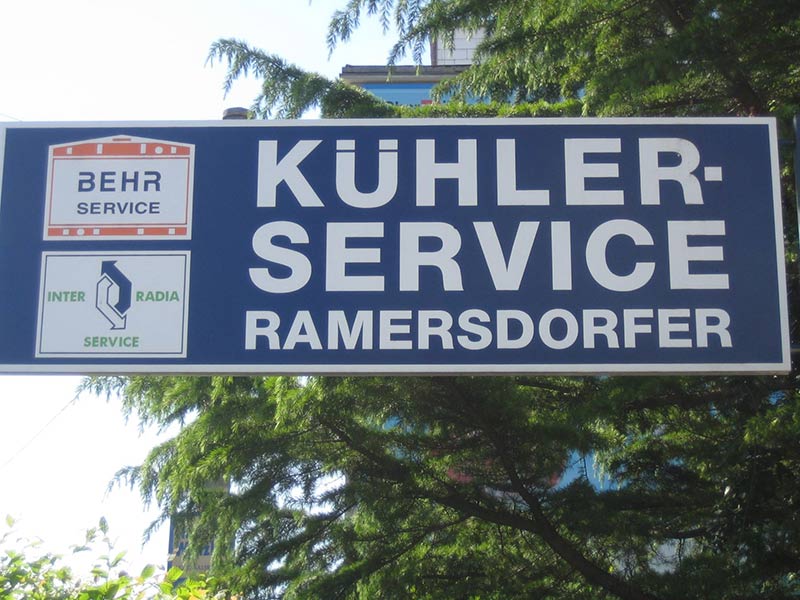 BEHR
SERVICE
INTER RADIA
SERVICE
KÜHLER-
SERVICE
RAMERSDORFER